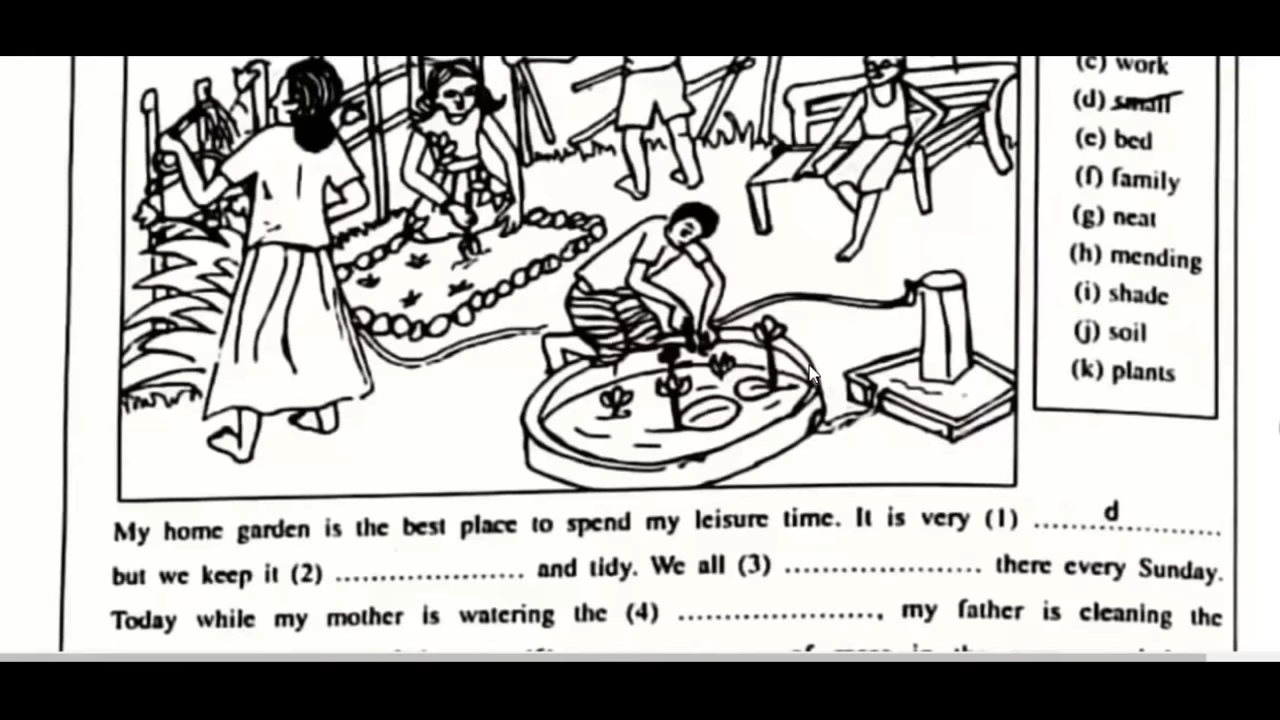 (c) work
(d) small
(e) bed
(f) family
(g) neat
(h) mending
(i) shade
(j) soil
(k) plants
My home garden is the best place to spend my leisure time. It is very (1) ........d............
but we keep it (2) ........................ and tidy. We all (3) ........................ there every Sunday.
Today while my mother is watering the (4) ........................, my father is cleaning the